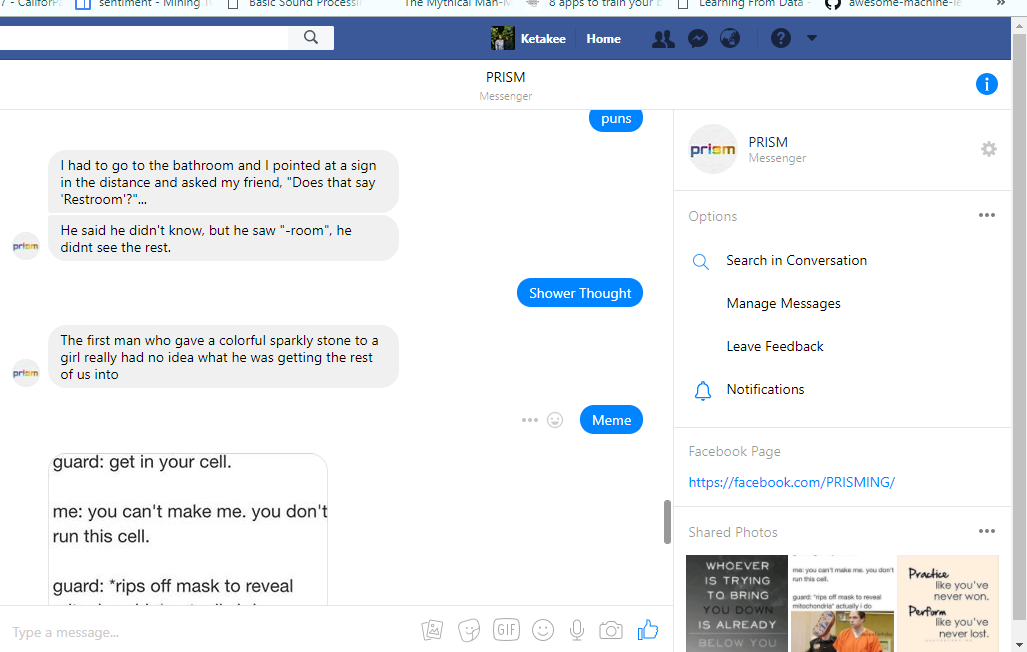 7 - CaliforPa
sentiment - Mining Tw
Basic Sound Processin
The Mythical Man-M
8 apps to train your b
Learning From Data -
awesome-machine-le
»
Ketakee
Home
PRISM
Messenger
puns
I had to go to the bathroom and I pointed at a sign
in the distance and asked my friend, "Does that say
'Restroom'?"...
He said he didn't know, but he saw "-room", he
didnt see the rest.
prism
Shower Thought
The first man who gave a colorful sparkly stone to a
girl really had no idea what he was getting the rest
of us into
prism
Meme
guard: get in your cell.
me: you can't make me. you don't
run this cell.
guard: *rips off mask to reveal
Type a message...
GIF
prism
PRISM
Messenger
Options
Search in Conversation
Manage Messages
Leave Feedback
Notifications
Facebook Page
https://facebook.com/PRISMING/
Shared Photos
WHOEVER
IS TRYING
TO BRING
YOU DOWN
IS ALREADY
BELOW YOU
me: you can't make me. you don't
run this cell.
guard: *rips off mask to reveal
mitochondria* actually i do
Practice
like you've
never won.
Perform
like you've
never lost.